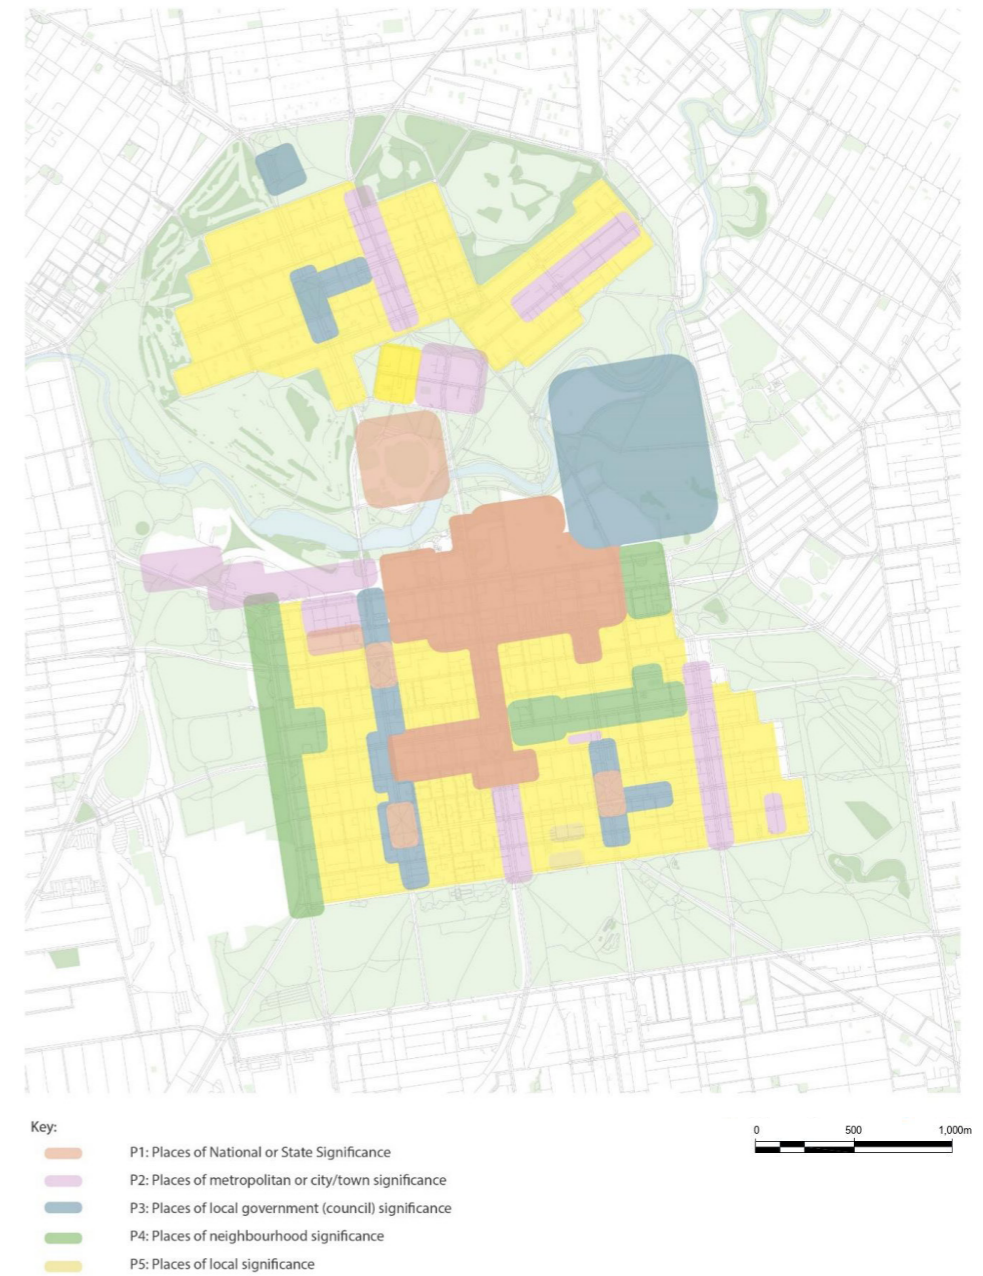 Key:
P1: Places of National or State Significance
P2: Places of metropolitan or city/town significance
P3: Places of local government (council) significance
P4: Places of neighbourhood significance
P5: Places of local significance
0 500 1,000m